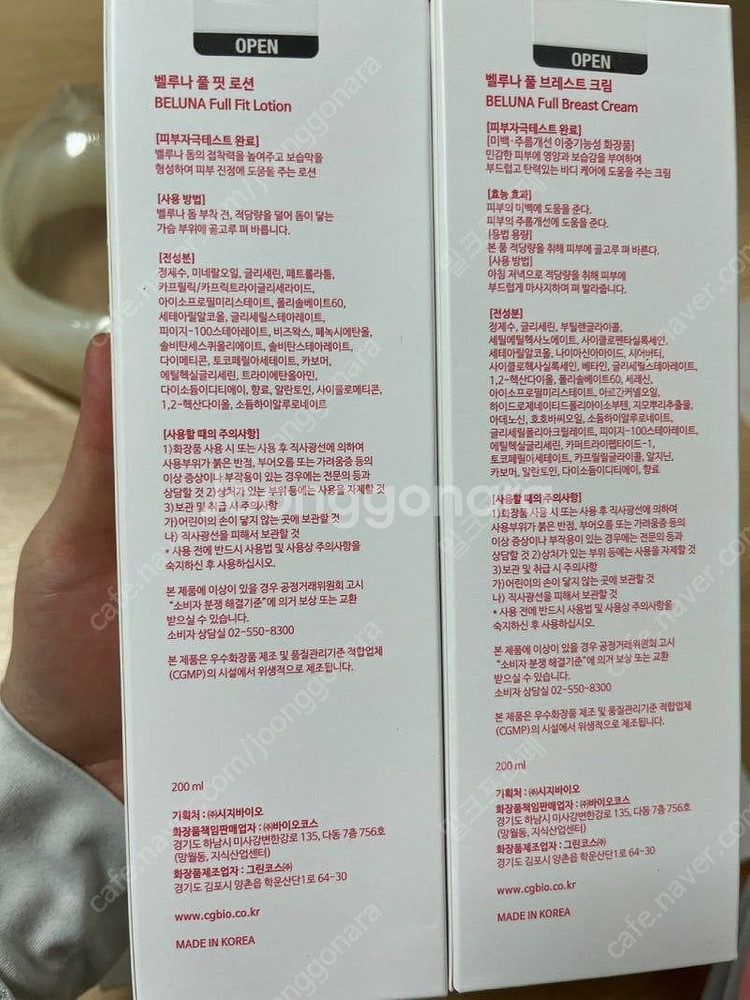 OPEN
벨루나 풀 핏 로션
BELUNA Full Fit Lotion
[피부자극테스트 완료]
벨루나 돔의 접착력을 높여주고 보습막을
형성하여 피부 진정에 도움을 주는 로션
[사용 방법]
벨루나 돔 부착 전, 적당량을 덜어 돔이 닿는
가슴 부위에 골고루 펴 바릅니다.
[전성분]
정제수, 미네랄오일, 글리세린, 페트롤라툼,
카프릴릭/카프릭트라이글리세라이드,
아이소프로필미리스테이트, 폴리솔베이트60,
세테아릴알코올, 글리세릴스테아레이트,
피이지-100스테아레이트, 비즈왁스, 페녹시에탄올,
솔비탄세스퀴올리에이트, 솔비탄스테아레이트,
다이메티콘, 토코페릴아세테이트, 카보머,
에틸헥실글리세린, 트라이에탄올아민,
다이소듐이디티에이, 향료, 알란토인, 사이클로메티콘,
1,2-헥산다이올, 소듐하이알루로네이트
[사용할 때의 주의사항]
1)화장품 사용 시 또는 사용 후 직사광선에 의하여
사용부위가 붉은 반점, 부어오름 또는 가려움증 등의
이상 증상이나 부작용이 있는 경우에는 전문의 등과
상담할 것 2)상처가 있는 부위 등에는 사용을 자제할 것
3)보관 및 취급 시 주의사항
가)어린이의 손이 닿지 않는 곳에 보관할 것
나) 직사광선을 피해서 보관할 것
* 사용 전에 반드시 사용법 및 사용상 주의사항을
숙지하신 후 사용하십시오.
본 제품에 이상이 있을 경우 공정거래위원회 고시
"소비자 분쟁 해결기준"에 의거 보상 또는 교환
받으실 수 있습니다.
소비자 상담실 02-550-8300
본 제품은 우수화장품 제조 및 품질관리기준 적합업체
(CGMP)의 시설에서 위생적으로 제조됩니다.
200 ml
기획처 : ㈜시지바이오
화장품책임판매업자 : ㈜바이오코스
경기도 하남시 미사강변한강로 135, 다동 7층 756호
(망월동, 지식산업센터)
화장품제조업자 : 그린코스㈜
경기도 김포시 양촌읍 학운산단1로 64-30
www.cgbio.co.kr
MADE IN KOREA
OPEN
벨루나 풀 브레스트 크림
BELUNA Full Breast Cream
[피부자극테스트 완료]
[미백·주름개선 이중기능성 화장품]
민감한 피부에 영양과 보습감을 부여하여
부드럽고 탄력있는 바디 케어에 도움을 주는 크림
[효능 효과]
피부의 미백에 도움을 준다.
피부의 주름개선에 도움을 준다.
[용법 용량]
본 품 적당량을 취해 피부에 골고루 펴 바른다.
[사용 방법]
아침 저녁으로 적당량을 취해 피부에
부드럽게 마사지하며 펴 발라줍니다.
[전성분]
정제수, 글리세린, 부틸렌글라이콜,
세틸에틸헥사노에이트, 사이클로펜타실록세인,
세테아릴알코올, 나이아신아마이드, 시어버터,
사이클로헥사실록세인, 베타인, 글리세릴스테아레이트,
1,2-헥산다이올, 폴리솔베이트60, 세레신,
아이소프로필미리스테이트, 아르간커넬오일,
하이드로제네이티드폴리아이소부텐, 지모뿌리추출물,
아데노신, 호호바씨오일, 소듐하이알루로네이트,
글리세릴폴리아크릴레이트, 피이지-100스테아레이트,
에틸헥실글리세린, 카퍼트라이펩타이드-1,
토코페릴아세테이트, 카프릴릴글라이콜, 알지닌,
카보머, 알란토인, 다이소듐이디티에이, 향료
[사용할 때의 주의사항]
1)화장품 사용 시 또는 사용 후 직사광선에 의하여
사용부위가 붉은 반점, 부어오름 또는 가려움증 등의
이상 증상이나 부작용이 있는 경우에는 전문의 등과
상담할 것 2)상처가 있는 부위 등에는 사용을 자제할 것
3)보관 및 취급 시 주의사항
가)어린이의 손이 닿지 않는 곳에 보관할 것
나) 직사광선을 피해서 보관할 것
* 사용 전에 반드시 사용법 및 사용상 주의사항을
숙지하신 후 사용하십시오.
본 제품에 이상이 있을 경우 공정거래위원회 고시
"소비자 분쟁 해결기준"에 의거 보상 또는 교환
받으실 수 있습니다.
소비자 상담실 02-550-8300
본 제품은 우수화장품 제조 및 품질관리기준 적합업체
(CGMP)의 시설에서 위생적으로 제조됩니다.
200 ml
기획처 : ㈜시지바이오
화장품책임판매업자 : ㈜바이오코스
경기도 하남시 미사강변한강로 135, 다동 7층 756호
(망월동, 지식산업센터)
화장품제조업자 : 그린코스㈜
경기도 김포시 양촌읍 학운산단1로 64-30
www.cgbio.co.kr
MADE IN KOREA
joonggonara
cafe.naver.com/joonggonara